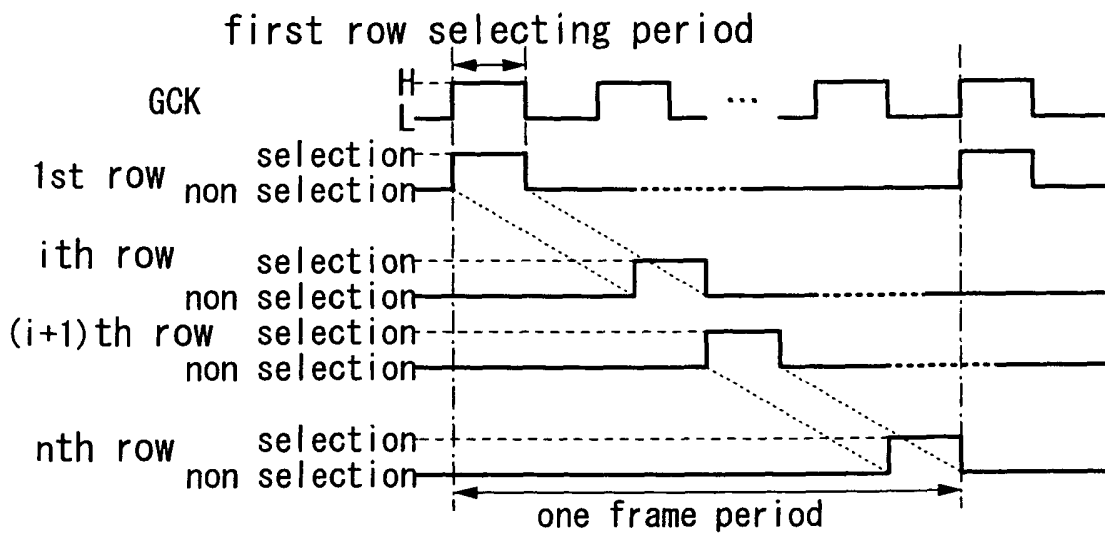 first row selecting period
H
GCK
L
...
selection
1st row
non selection
ith row
selection
non selection
(i+1)th row
selection
non selection
nth row
selection
non selection
one frame period